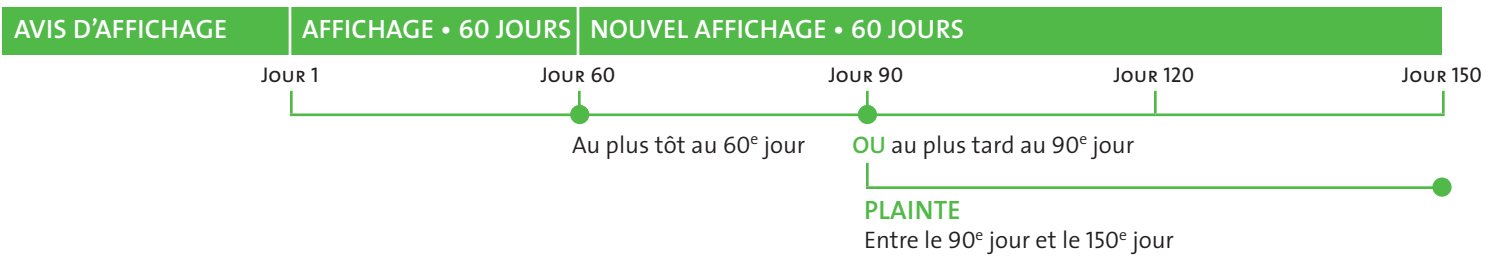 AVIS D’AFFICHAGE AFFICHAGE • 60 JOURS NOUVEL AFFICHAGE • 60 JOURS
Jour 1 Jour 60 Jour 90 Jour 120 Jour 150
Au plus tôt au 60e jour OU au plus tard au 90e jour
PLAINTE
Entre le 90e jour et le 150e jour